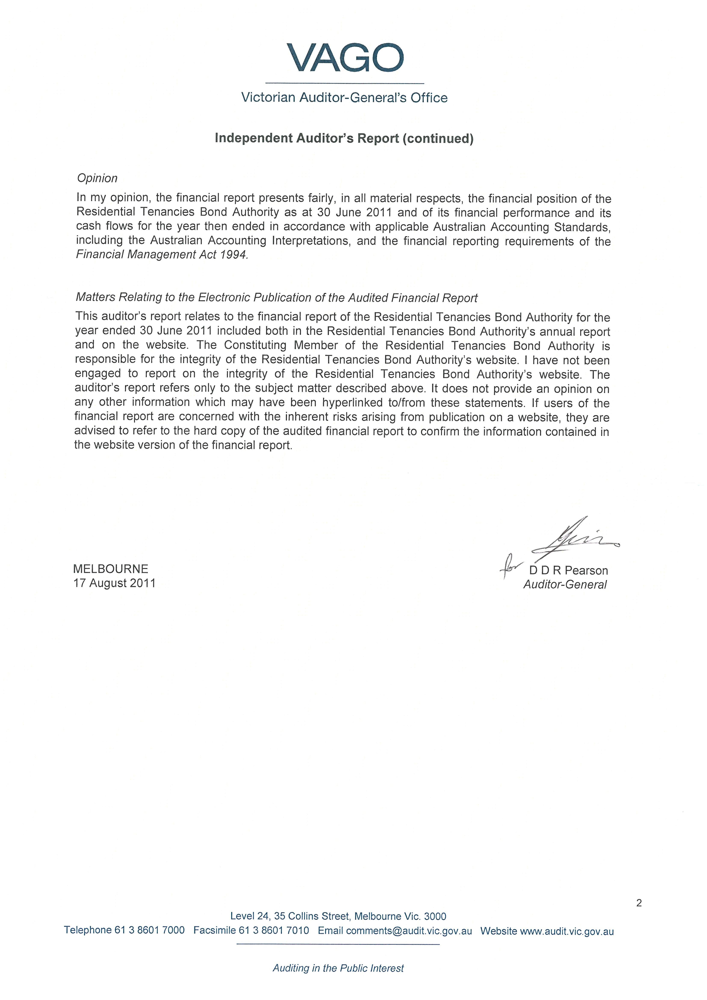 VAGO
Victorian Auditor-General's Office
Independent Auditor's Report (continued)
Opinion
In my opinion, the financial report presents fairly, in all material respects, the financial position of the
Residential Tenancies Bond Authority as at 30 June 2011 and of its financial performance and its
cash flows for the year then ended in accordance with applicable Australian Accounting Standards,
including the Australian Accounting Interpretations, and the financial reporting requirements of the
Financial Management Act 1994.
Matters Relating to the Electronic Publication of the Audited Financial Report
This auditor's report relates to the financial report of the Residential Tenancies Bond Authority for the
year ended 30 June 2011 included both in the Residential Tenancies Bond Authority's annual report
and on the website. The Constituting Member of the Residential Tenancies Bond Authority is
responsible for the integrity of the Residential Tenancies Bond Authority's website. I have not been
engaged to report on the integrity of the Residential Tenancies Bond Authority's website. The
auditor's report refers only to the subject matter described above. It does not provide an opinion on
any other information which may have been hyperlinked to/from these statements. If users of the
financial report are concerned with the inherent risks arising from publication on a website, they are
advised to refer to the hard copy of the audited financial report to confirm the information contained in
the website version of the financial report.
MELBOURNE
17 August 2011
for D D R Pearson
Auditor-General
2
Level 24, 35 Collins Street, Melbourne Vic. 3000
Telephone 61 3 8601 7000 Facsimile 61 3 8601 7010 Email comments@audit.vic.gov.au Website www.audit.vic.gov.au
Auditing in the Public Interest